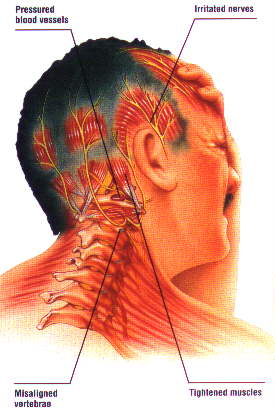 Pressured
blood vessels
Irritated nerves
Misaligned
vertebrae
Tightened muscles